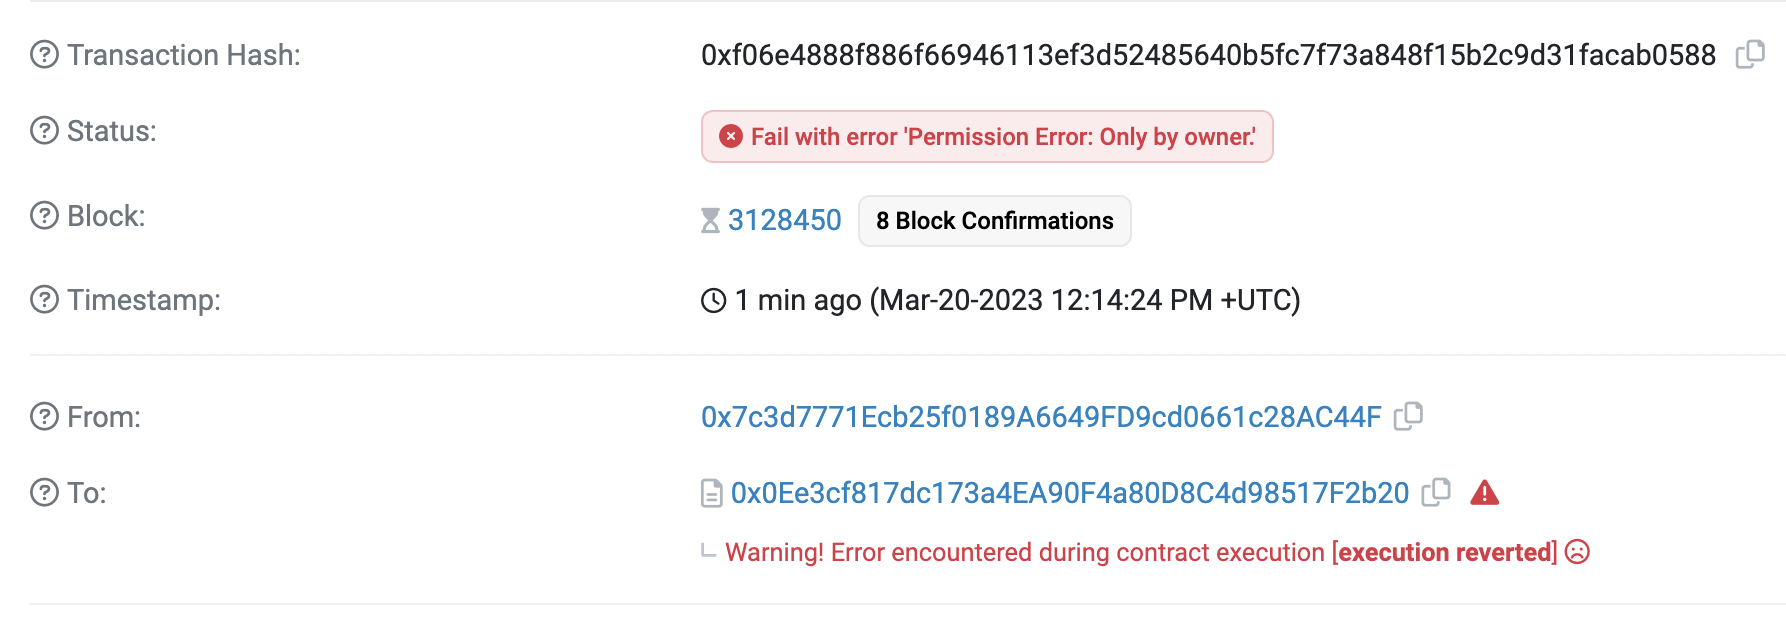 Transaction Hash: 0xf06e4888f886f66946113ef3d52485640b5fc7f73a848f15b2c9d31facab0588
Status: Fail with error 'Permission Error: Only by owner.'
Block: 3128450 8 Block Confirmations
Timestamp: 1 min ago (Mar-20-2023 12:14:24 PM +UTC)
From: 0x7c3d7771Ecb25f0189A6649FD9cd0661c28AC44F
To: 0x0Ee3cf817dc173a4EA90F4a80D8C4d98517F2b20
Warning! Error encountered during contract execution [execution reverted]